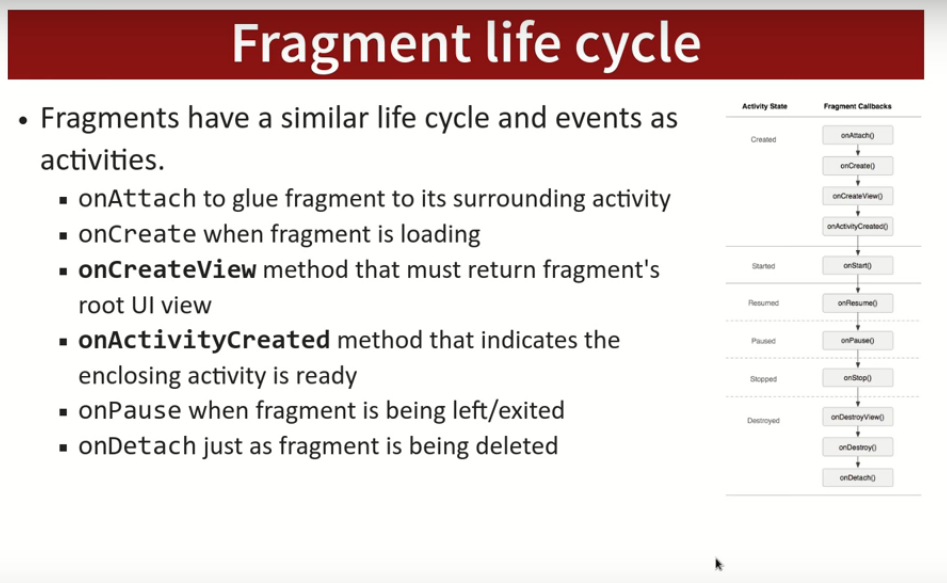 Fragment life cycle
• Fragments have a similar life cycle and events as
activities.
▪ onAttach to glue fragment to its surrounding activity
▪ onCreate when fragment is loading
▪ onCreateView method that must return fragment's
root UI view
▪ onActivityCreated method that indicates the
enclosing activity is ready
▪ onPause when fragment is being left/exited
▪ onDetach just as fragment is being deleted
Activity State Fragment Callbacks
Created
onAttach()
onCreate()
onCreateView()
onActivityCreated()
Started onStart()
Resumed onResume()
Paused onPause()
Stopped onStop()
Destroyed onDestroyView()
onDestroy()
onDetach()